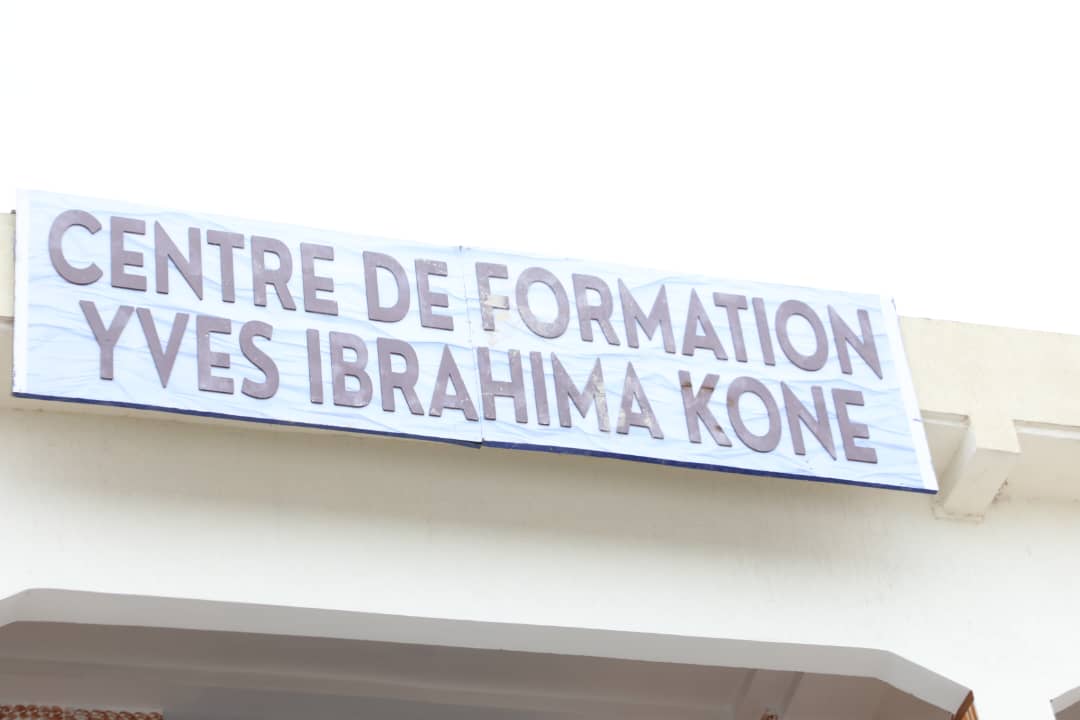 CENTRE DE FORMATION
YVES IBRAHIMA KONE